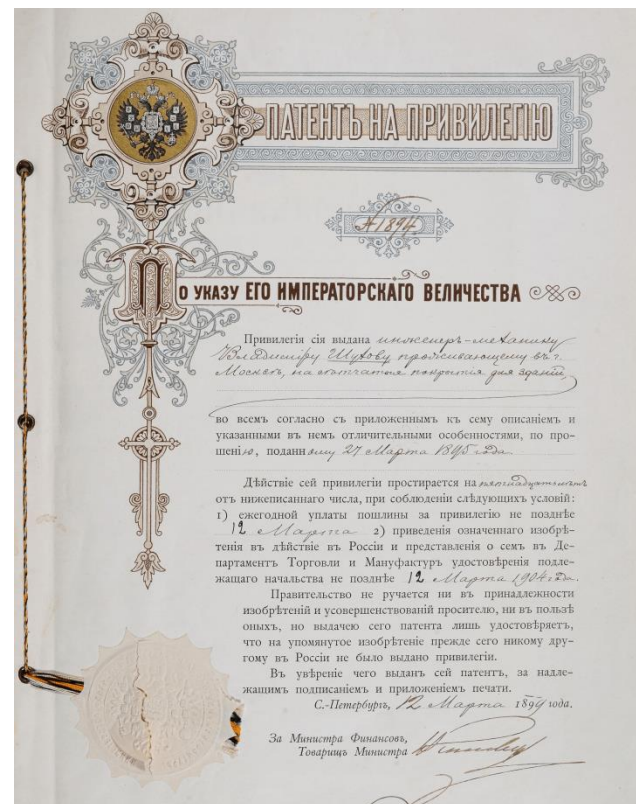 ПАТЕНТЪ НА ПРИВИЛЕГІЮ
№ 1894
ПО УКАЗУ ЕГО ИМПЕРАТОРСКАГО ВЕЛИЧЕСТВА
Привилегія сія выдана инженеръ-механику
Владиміру Шухову, проживающему въ г.
Москвѣ, на сѣтчатыя покрытія для зданій,
во всемъ согласно съ приложеннымъ къ сему описаніемъ и
указанными въ немъ отличительными особенностями, по про-
шенію, поданному 27 Марта 1895 года.
Дѣйствіе сей привилегіи простирается на пятнадцать лѣтъ
отъ нижеписаннаго числа, при соблюденіи слѣдующихъ условій:
1) ежегодной уплаты пошлины за привилегію не позднѣе
12 Марта 2) приведенія означеннаго изобрѣ-
тенія въ дѣйствіе въ Россіи и представленія о семъ въ Де-
партаментъ Торговли и Мануфактуръ удостовѣренія подле-
жащаго начальства не позднѣе 12 Марта 1904 года.
Правительство не ручается ни въ принадлежности
изобрѣтеній и усовершенствованій просителю, ни въ пользѣ
оныхъ, но выдачею сего патента лишь удостовѣряетъ,
что на упомянутое изобрѣтеніе прежде сего никому дру-
гому въ Россіи не было выдано привилегіи.
Въ увѣреніе чего выданъ сей патентъ, за надле-
жащимъ подписаніемъ и приложеніемъ печати.
С.-Петербургъ, 12 Марта 1899 года.
За Министра Финансовъ,
Товарищъ Министра